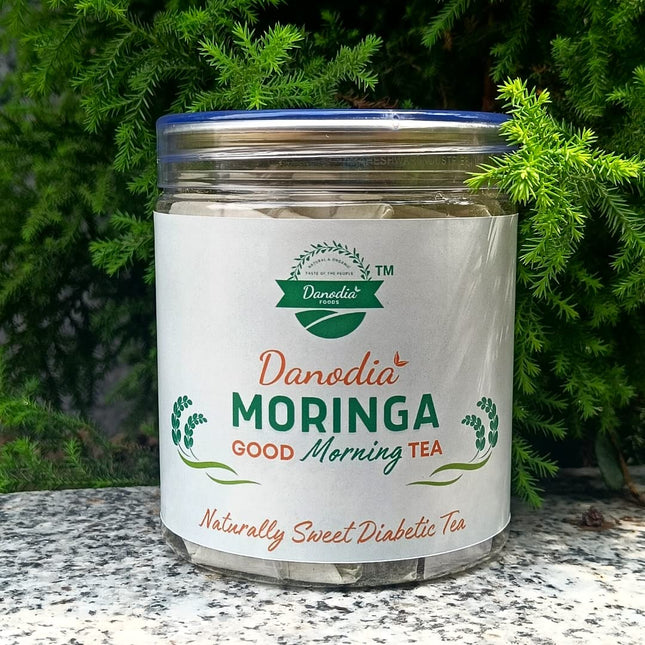 NATURAL & ORGANIC
TASTE OF THE PEOPLE
TM
Danodia
FOODS
Danodia
MORINGA
GOOD Morning TEA
Naturally Sweet Diabetic Tea